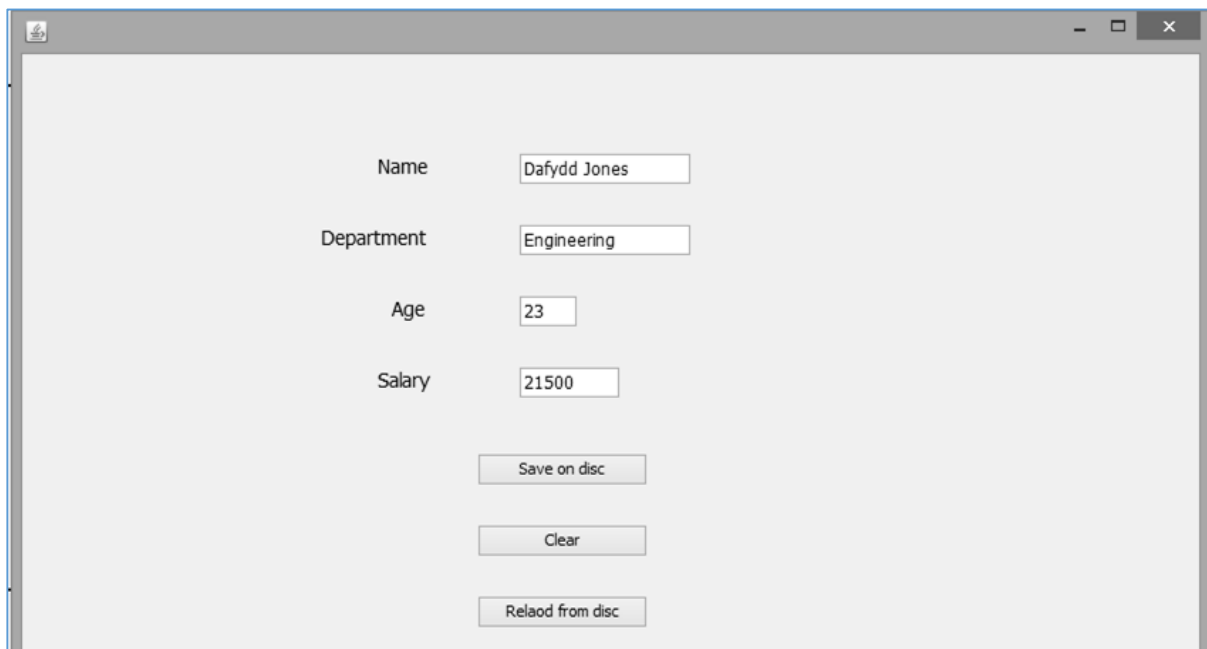 Name Dafydd Jones
Department Engineering
Age 23
Salary 21500
Save on disc
Clear
Relaod from disc